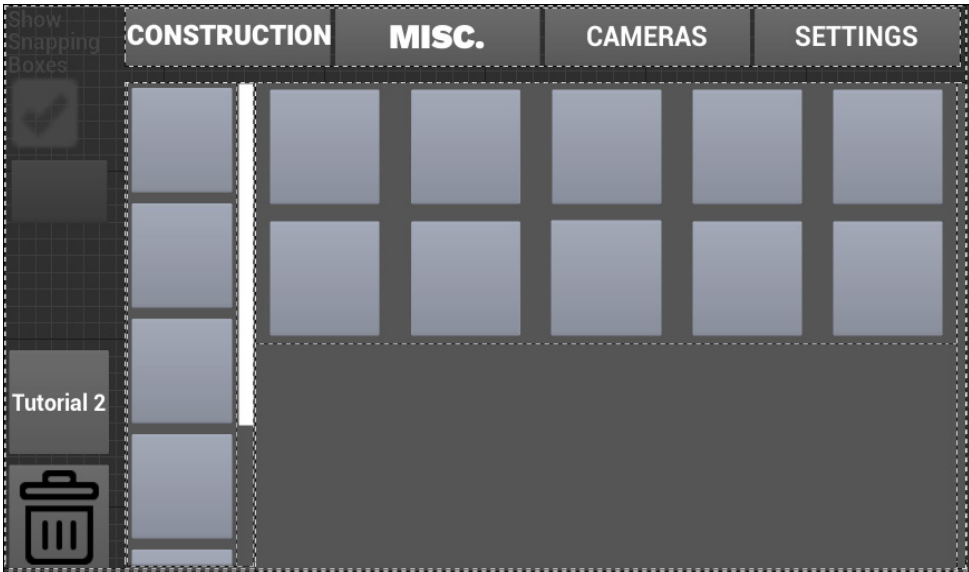 Show
Snapping
Boxes
CONSTRUCTION
MISC.
CAMERAS
SETTINGS
Tutorial 2